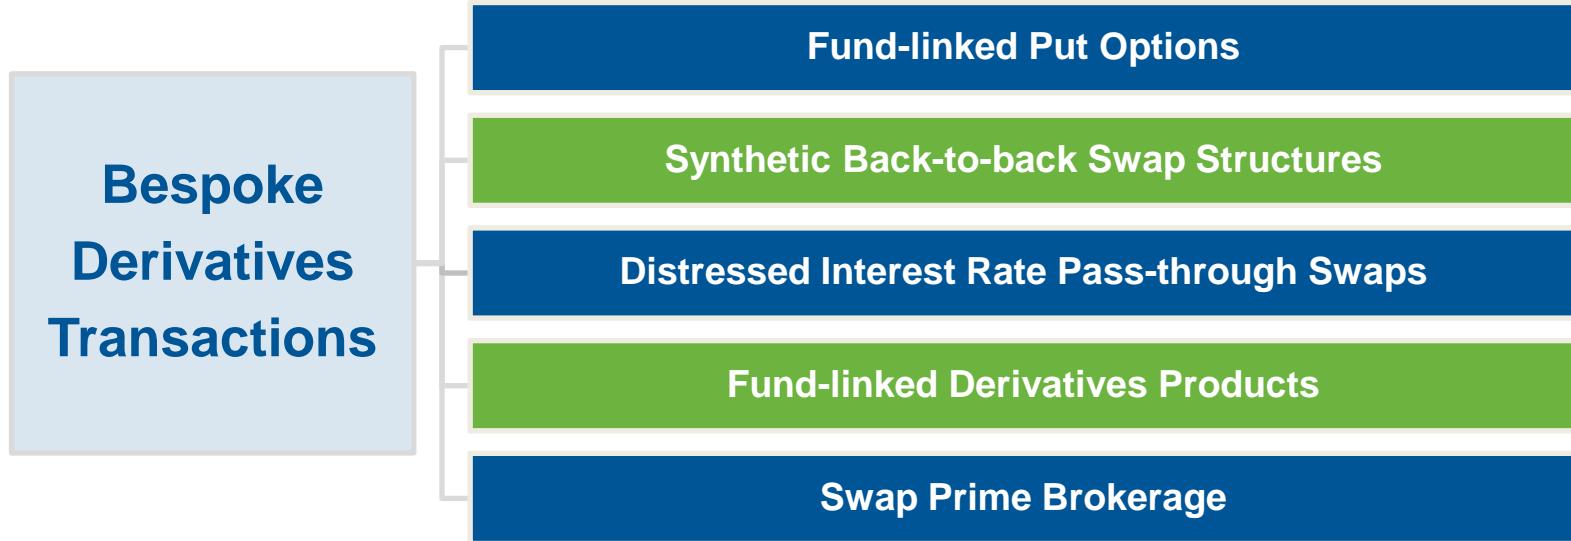 Bespoke
Derivatives
Transactions
Fund-linked Put Options
Synthetic Back-to-back Swap Structures
Distressed Interest Rate Pass-through Swaps
Fund-linked Derivatives Products
Swap Prime Brokerage